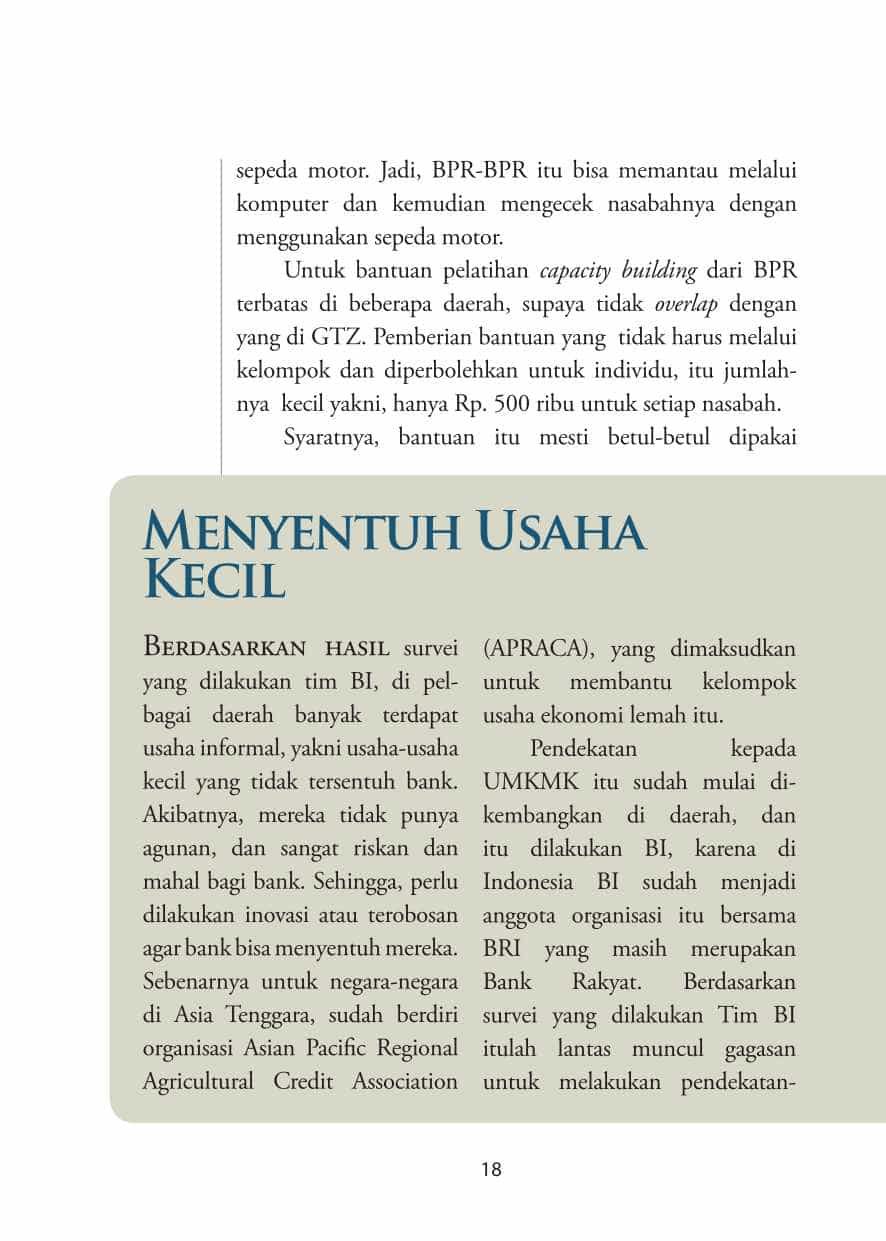 sepeda motor. Jadi, BPR-BPR itu bisa memantau melalui
komputer dan kemudian mengecek nasabahnya dengan
menggunakan sepeda motor.
Untuk bantuan pelatihan capacity building dari BPR
terbatas di beberapa daerah, supaya tidak overlap dengan
yang di GTZ. Pemberian bantuan yang tidak harus melalui
kelompok dan diperbolehkan untuk individu, itu jumlah-
nya kecil yakni, hanya Rp. 500 ribu untuk setiap nasabah.
Syaratnya, bantuan itu mesti betul-betul dipakai
MENYENTUH USAHA
KECIL
BERDASARKAN HASIL survei
yang dilakukan tim BI, di pel-
bagai daerah banyak terdapat
usaha informal, yakni usaha-usaha
kecil yang tidak tersentuh bank.
Akibatnya, mereka tidak punya
agunan, dan sangat riskan dan
mahal bagi bank. Sehingga, perlu
dilakukan inovasi atau terobosan
agar bank bisa menyentuh mereka.
Sebenarnya untuk negara-negara
di Asia Tenggara, sudah berdiri
organisasi Asian Pacific Regional
Agricultural Credit Association
(APRACA), yang dimaksudkan
untuk membantu kelompok
usaha ekonomi lemah itu.
Pendekatan kepada
UMKMK itu sudah mulai di-
kembangkan di daerah, dan
itu dilakukan BI, karena di
Indonesia BI sudah menjadi
anggota organisasi itu bersama
BRI yang masih merupakan
Bank Rakyat. Berdasarkan
survei yang dilakukan Tim BI
itulah lantas muncul gagasan
untuk melakukan pendekatan-
18